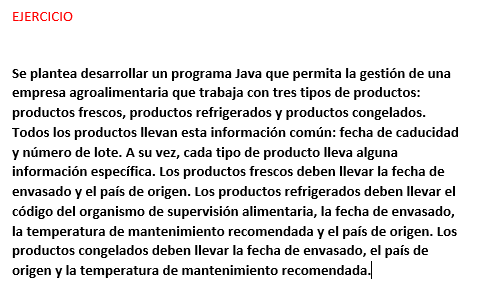 EJERCICIO
Se plantea desarrollar un programa Java que permita la gestión de una
empresa agroalimentaria que trabaja con tres tipos de productos:
productos frescos, productos refrigerados y productos congelados.
Todos los productos llevan esta información común: fecha de caducidad
y número de lote. A su vez, cada tipo de producto lleva alguna
información específica. Los productos frescos deben llevar la fecha de
envasado y el país de origen. Los productos refrigerados deben llevar el
código del organismo de supervisión alimentaria, la fecha de envasado,
la temperatura de mantenimiento recomendada y el país de origen. Los
productos congelados deben llevar la fecha de envasado, el país de
origen y la temperatura de mantenimiento recomendada.